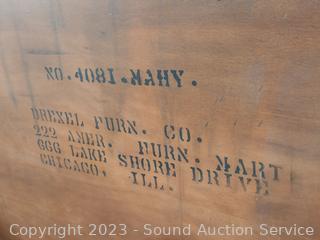 NO.4081.MAHY.
DREXEL FURN. CO.
222 AMER. FURN. MART
666 LAKE SHORE DRIVE
CHICAGO, ILL.
Copyright 2023 - Sound Auction Service